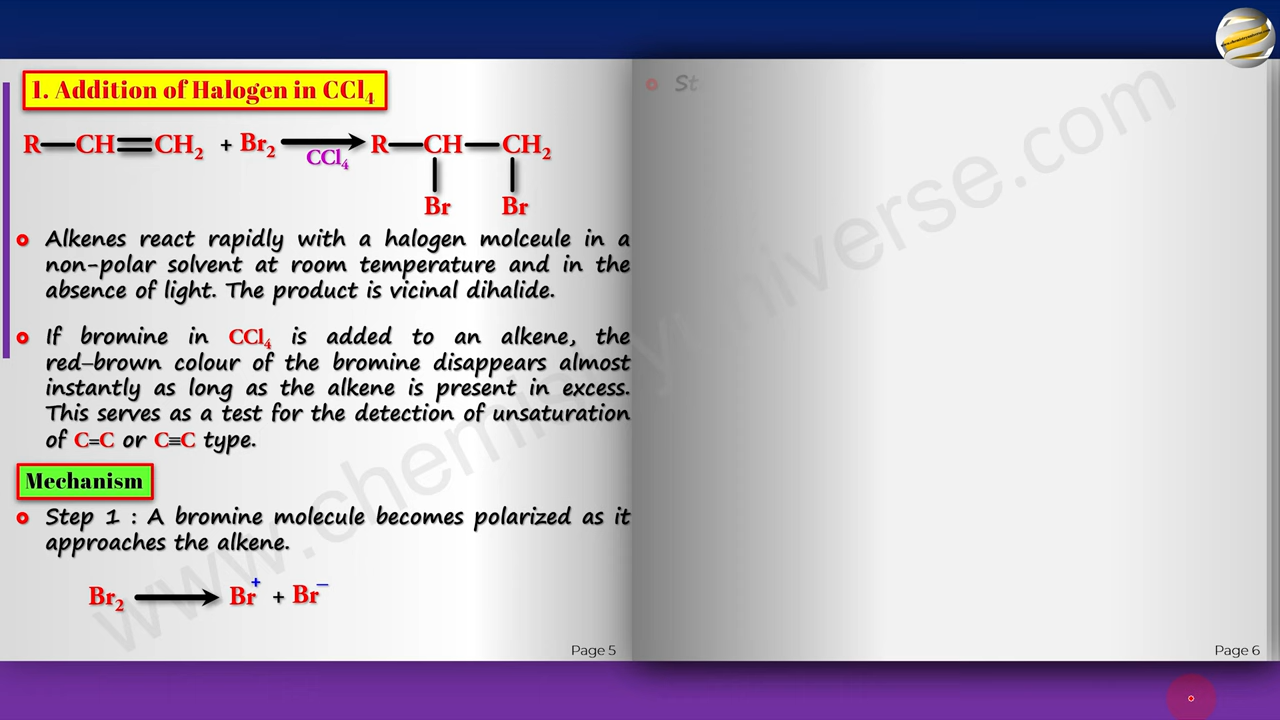 1. Addition of Halogen in CCl₄
R—CH=CH₂ + Br₂ → R—CH—CH₂
CCl₄
Br Br
Alkenes react rapidly with a halogen molceule in a
non-polar solvent at room temperature and in the
absence of light. The product is vicinal dihalide.
If bromine in CCl₄ is added to an alkene, the
red–brown colour of the bromine disappears almost
instantly as long as the alkene is present in excess.
This serves as a test for the detection of unsaturation
of C=C or C≡C type.
Mechanism
Step 1 : A bromine molecule becomes polarized as it
approaches the alkene.
Br₂ → Br⁺ + Br⁻
Page 5
St
Page 6